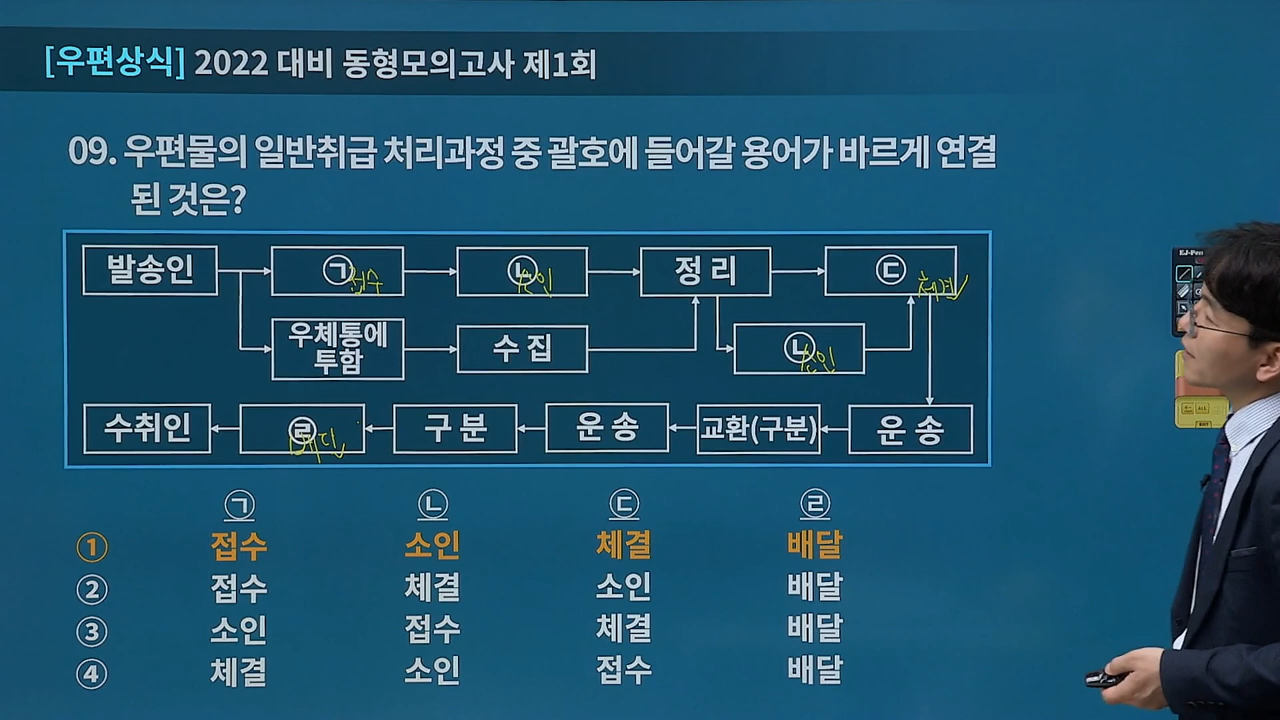 [우편상식] 2022 대비 동형모의고사 제1회
09. 우편물의 일반취급 처리과정 중 괄호에 들어갈 용어가 바르게 연결
된 것은?
발송인 ㉠ 접수 ㉡ 소인 정리 ㉢ 체결
우체통에
투함
수집 ㉡ 소인
수취인 ㉣ 배달 구분 운송 교환(구분) 운송
㉠ ㉡ ㉢ ㉣
① 접수 소인 체결 배달
② 접수 체결 소인 배달
③ 소인 접수 체결 배달
④ 체결 소인 접수 배달